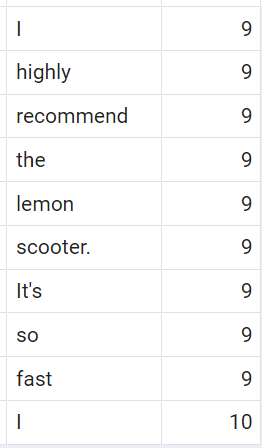 I 9
highly 9
recommend 9
the 9
lemon 9
scooter. 9
It's 9
so 9
fast 9
I 10